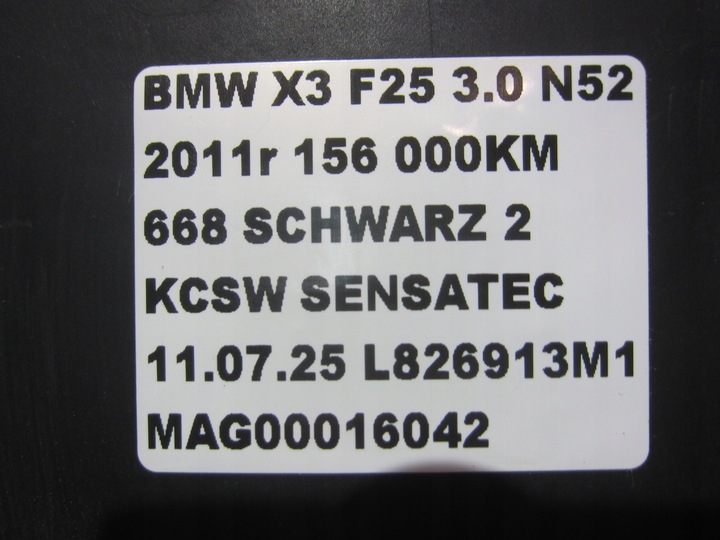 BMW X3 F25 3.0 N52
2011r 156 000KM
668 SCHWARZ 2
KCSW SENSATEC
11.07.25 L826913M1
MAG00016042